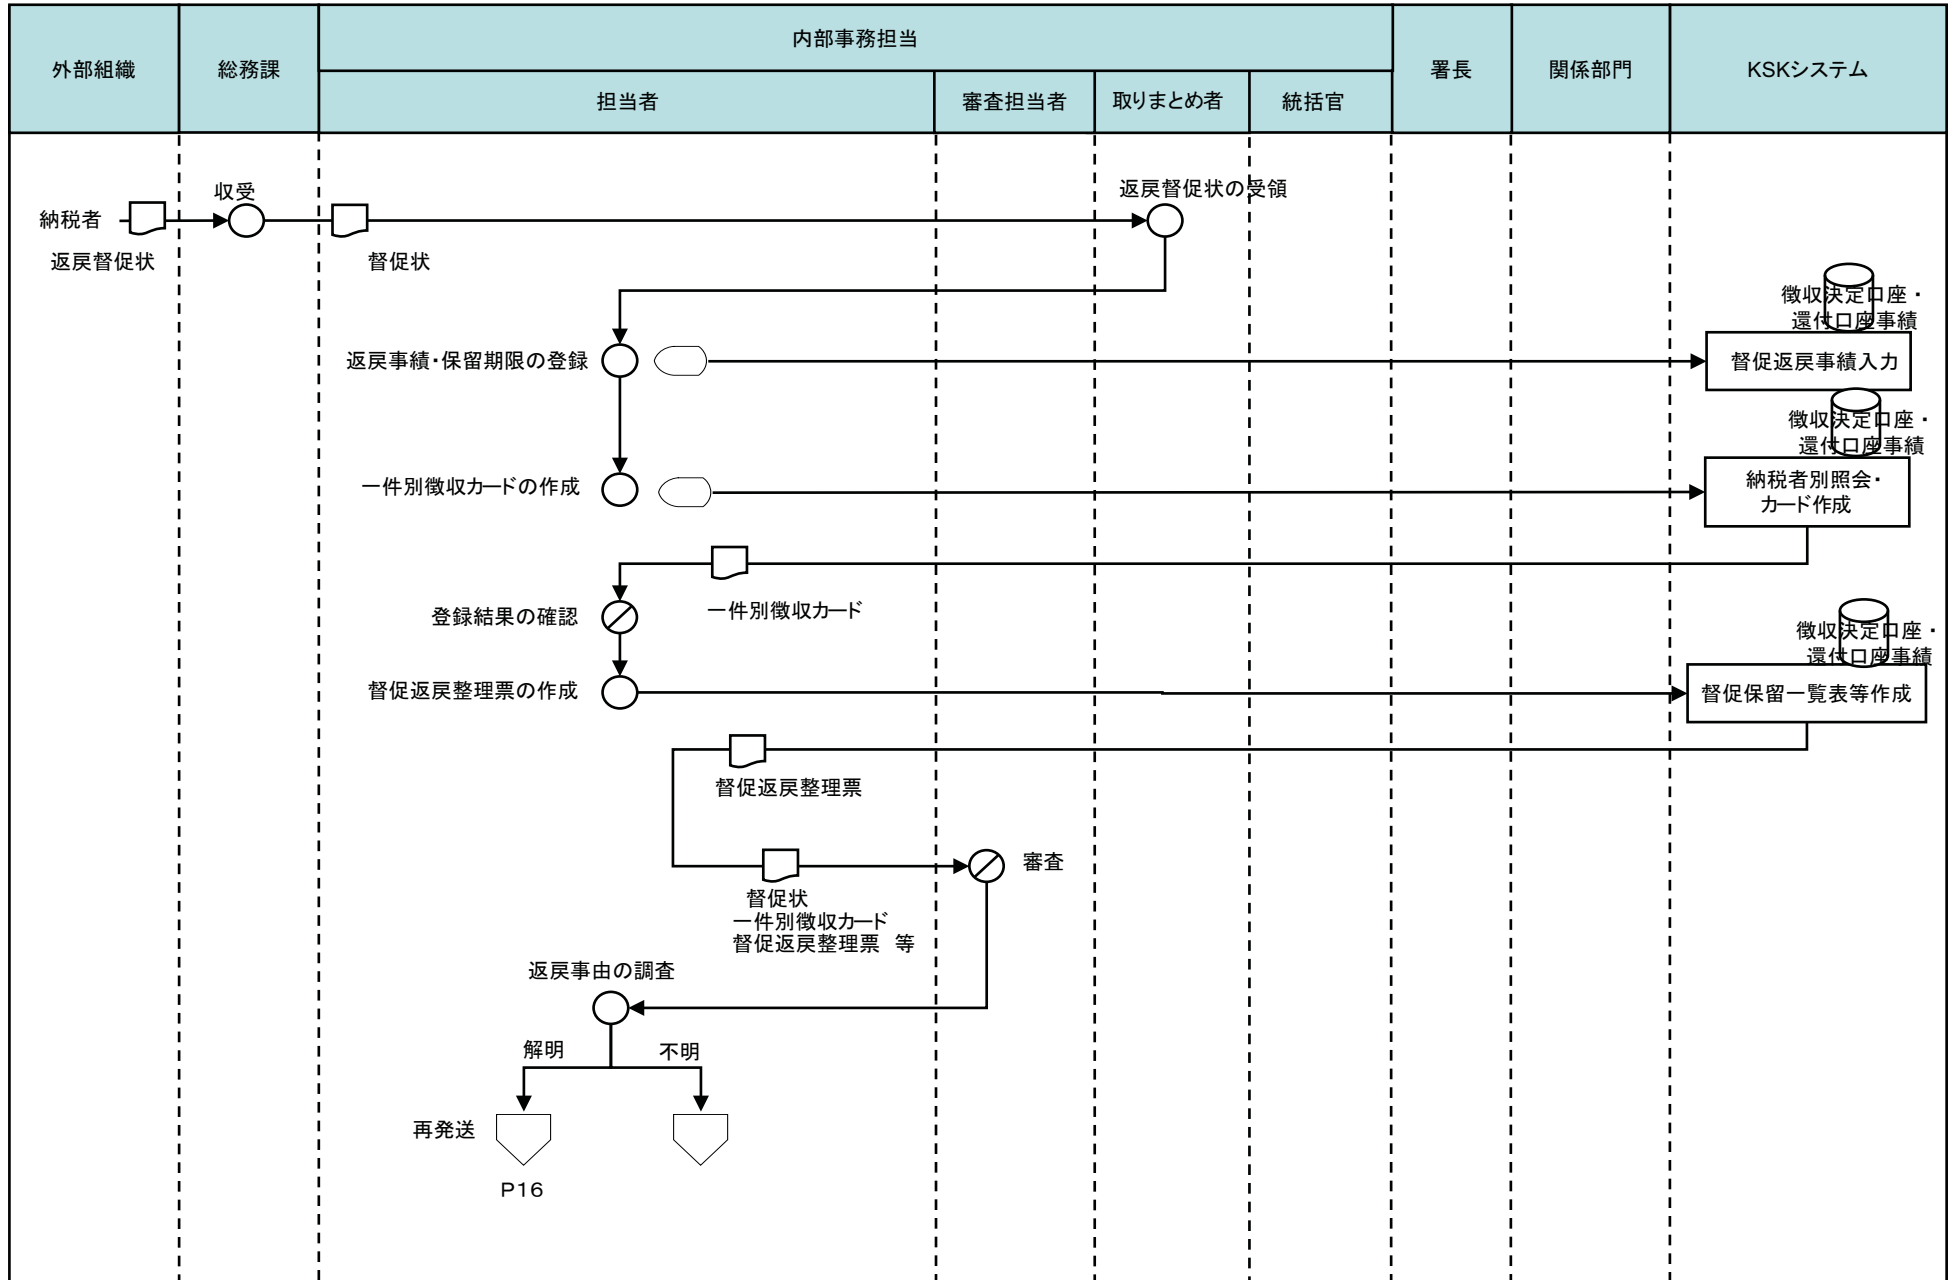 内部事務担当
外部組織
総務課
署長
関係部門
KSKシステム
担当者
審査担当者
取りまとめ者
統括官
収受
返戻督促状の受領
納税者
返戻督促状
督促状
徴収決定口座・
還付口座事績
返戻事績・保留期限の登録
督促返戻事績入力
徴収決定口座・
還付口座事績
一件別徴収カードの作成
納税者別照会・
カード作成
一件別徴収カード
登録結果の確認
徴収決定口座・
還付口座事績
督促返戻整理票の作成
督促保留一覧表等作成
督促返戻整理票
審査
督促状
一件別徴収カード
督促返戻整理票　等
返戻事由の調査
解明
不明
再発送
P16